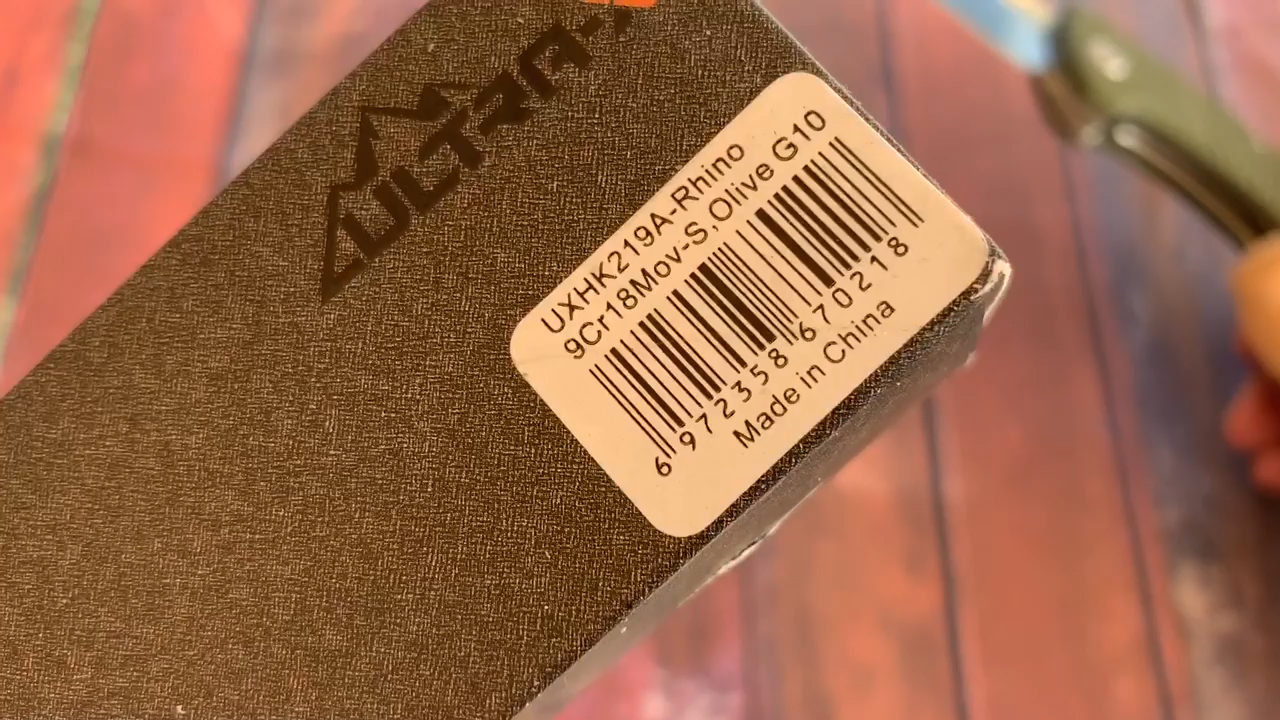 ULTRA-X
UXHK219A-Rhino
9Cr18Mov-S,Olive G10
6 972358 670218
Made in China